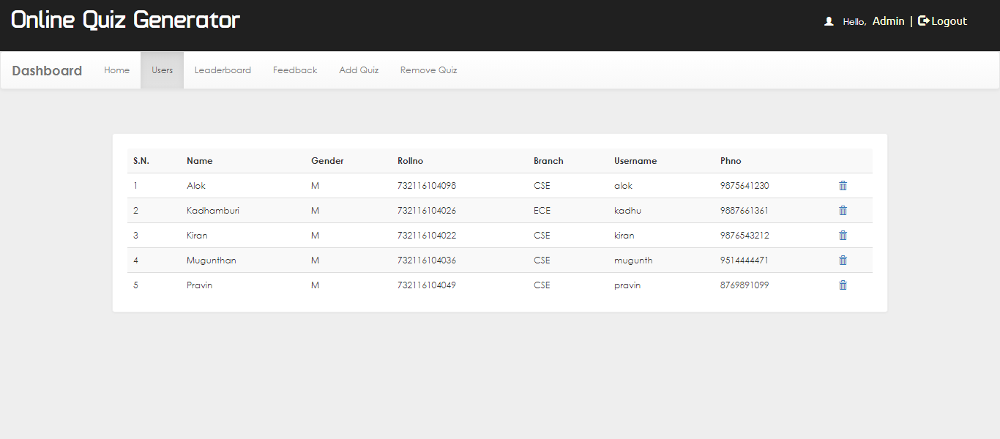 Online Quiz Generator
Hello, Admin | Logout
Dashboard Home Users Leaderboard Feedback Add Quiz Remove Quiz
S.N. Name Gender Rollno Branch Username Phno
1 Alok M 732116104098 CSE alok 9875641230
2 Kadhamburi M 732116104026 ECE kadhu 9887661361
3 Kiran M 732116104022 CSE kiran 9876543212
4 Mugunthan M 732116104036 CSE mugunth 9514444471
5 Pravin M 732116104049 CSE pravin 8769891099